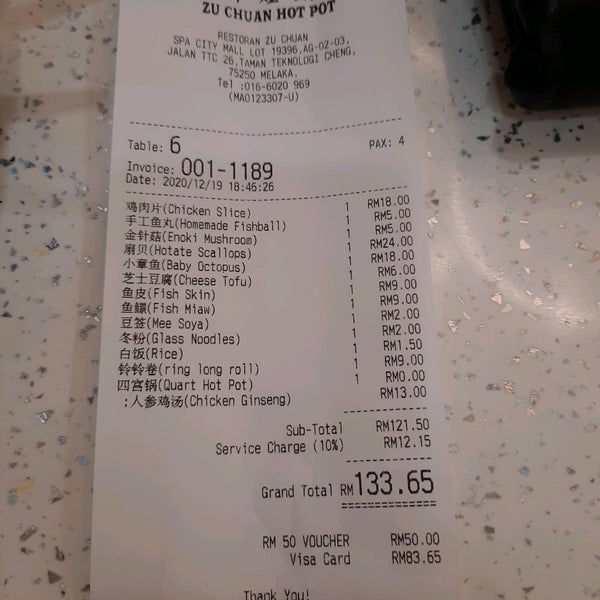 ZU CHUAN HOT POT
RESTORAN ZU CHUAN
SPA CITY MALL LOT 19396,AG-02-03,
JALAN TTC 26,TAMAN TEKNOLOGI CHENG,
75250 MELAKA.
Tel :016-6020 969
(MA0123307-U)
Table: 6 PAX: 4
Invoice: 001-1189
Date: 2020/12/19 18:46:26
鸡肉片(Chicken Slice) 1 RM18.00
手工鱼丸(Homemade Fishball) 1 RM5.00
金针菇(Enoki Mushroom) 1 RM5.00
扇贝(Hotate Scallops) 1 RM24.00
小章鱼(Baby Octopus) 1 RM18.00
芝士豆腐(Cheese Tofu) 1 RM6.00
鱼皮(Fish Skin) 1 RM9.00
鱼鳔(Fish Miaw) 1 RM9.00
豆签(Mee Soya) 1 RM2.00
冬粉(Glass Noodles) 1 RM2.00
白饭(Rice) 1 RM1.50
铃铃卷(ring long roll) 1 RM9.00
四宫锅(Quart Hot Pot) 1 RM0.00
:人参鸡汤(Chicken Ginseng) RM13.00
Sub-Total RM121.50
Service Charge (10%) RM12.15
Grand Total RM133.65
RM 50 VOUCHER RM50.00
Visa Card RM83.65
Thank You!